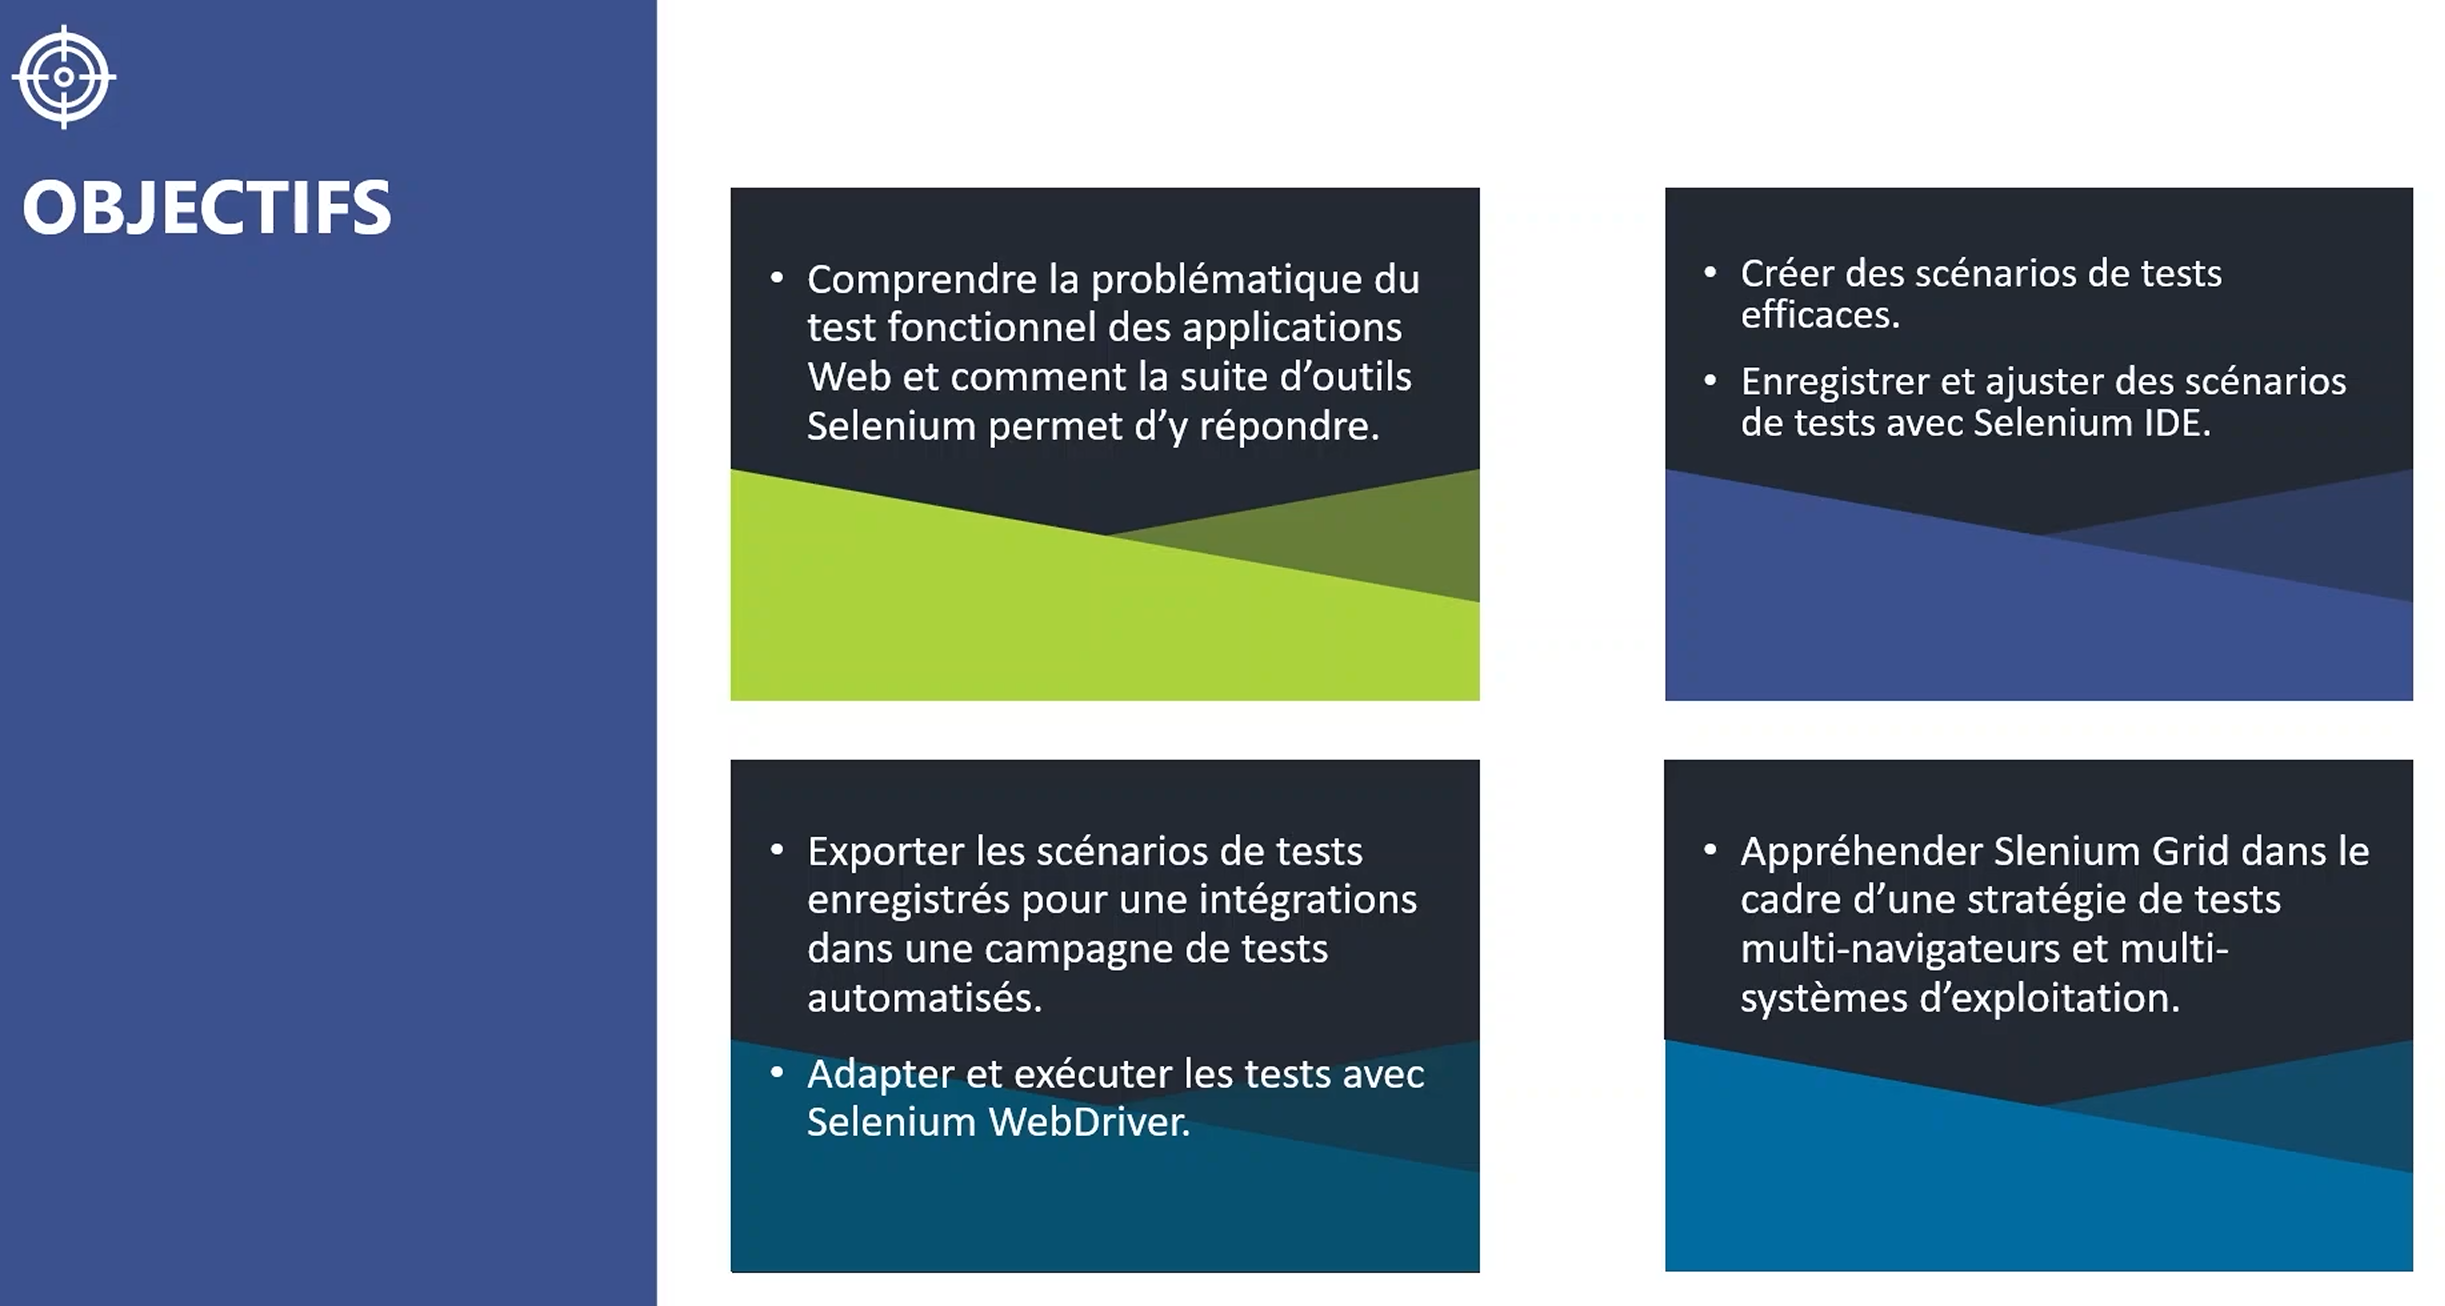 OBJECTIFS
• Comprendre la problématique du
test fonctionnel des applications
Web et comment la suite d’outils
Selenium permet d’y répondre.
• Créer des scénarios de tests
efficaces.
• Enregistrer et ajuster des scénarios
de tests avec Selenium IDE.
• Exporter les scénarios de tests
enregistrés pour une intégrations
dans une campagne de tests
automatisés.
• Adapter et exécuter les tests avec
Selenium WebDriver.
• Appréhender Slenium Grid dans le
cadre d’une stratégie de tests
multi-navigateurs et multi-
systèmes d’exploitation.